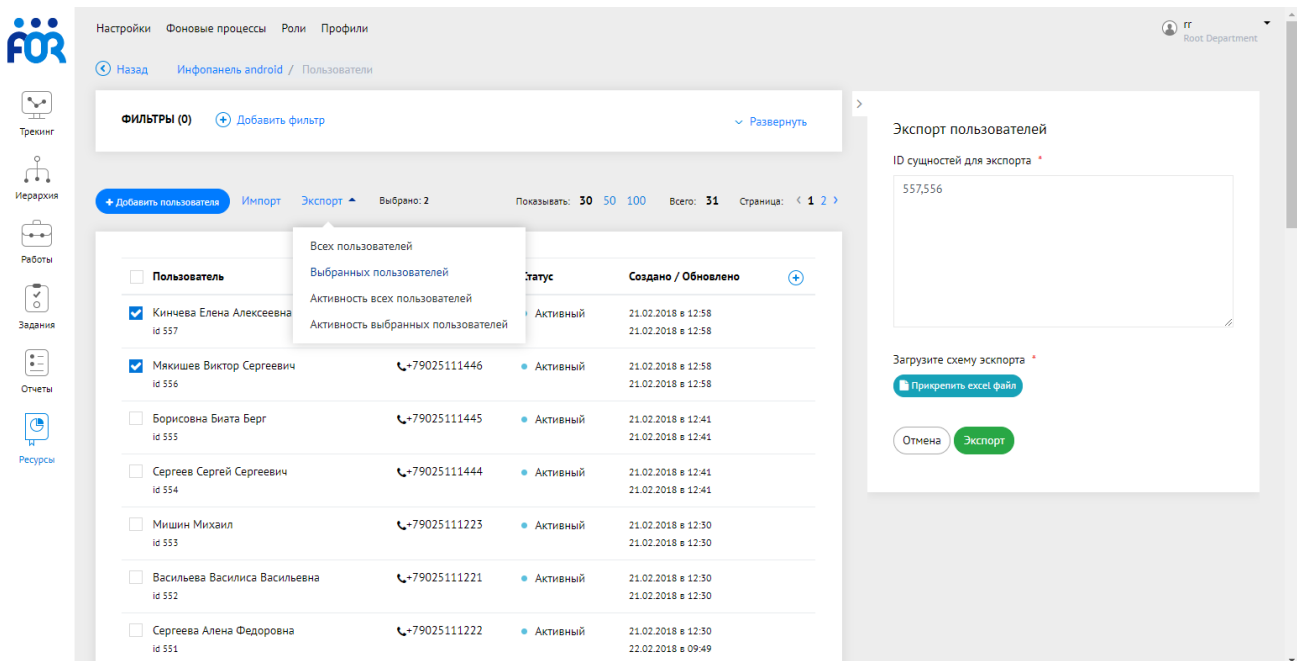 FOR
Настройки Фоновые процессы Роли Профили
rr
Root Department
Назад Инфопанель android / Пользователи
Трекинг
Иерархия
Работы
Задания
Отчеты
Ресурсы
ФИЛЬТРЫ (0) Добавить фильтр Развернуть
+ Добавить пользователя Импорт Экспорт Выбрано: 2 Показывать: 30 50 100 Всего: 31 Страница: < 1 2 >
Всех пользователей
Выбранных пользователей
Активность всех пользователей
Активность выбранных пользователей
Пользователь Статус Создано / Обновлено
Кинчева Елена Алексеевна Активный 21.02.2018 в 12:58
id 557 21.02.2018 в 12:58
Мякишев Виктор Сергеевич +79025111446 Активный 21.02.2018 в 12:58
id 556 21.02.2018 в 12:58
Борисовна Биата Берг +79025111445 Активный 21.02.2018 в 12:41
id 555 21.02.2018 в 12:41
Сергеев Сергей Сергеевич +79025111444 Активный 21.02.2018 в 12:41
id 554 21.02.2018 в 12:41
Мишин Михаил +79025111223 Активный 21.02.2018 в 12:30
id 553 21.02.2018 в 12:30
Васильева Василиса Васильевна +79025111221 Активный 21.02.2018 в 12:30
id 552 21.02.2018 в 12:30
Сергеева Алена Федоровна +79025111222 Активный 21.02.2018 в 12:30
id 551 22.02.2018 в 09:49
Экспорт пользователей
ID сущностей для экспорта *
557,556
Загрузите схему эскпорта *
Прикрепить excel файл
Отмена Экспорт